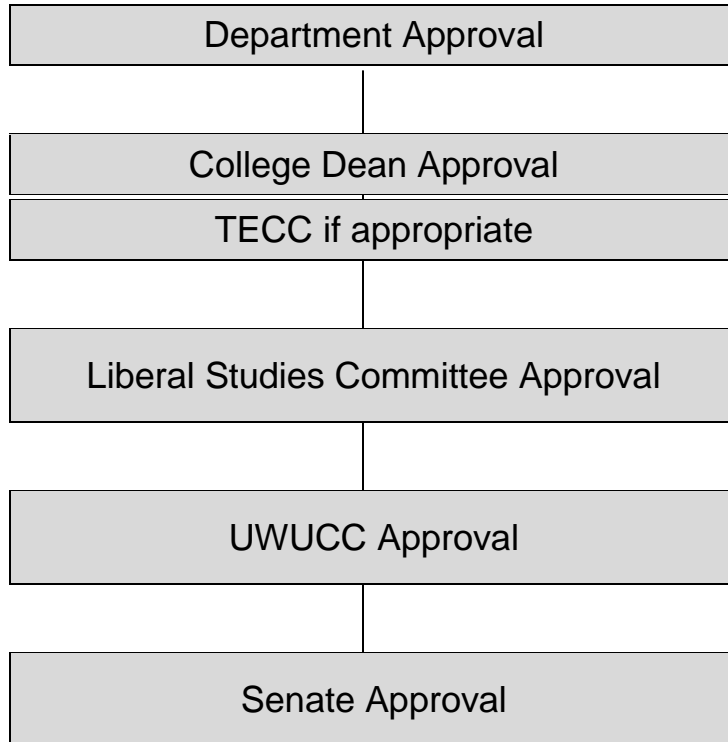 Department Approval
College Dean Approval
TECC if appropriate
Liberal Studies Committee Approval
UWUCC Approval
Senate Approval